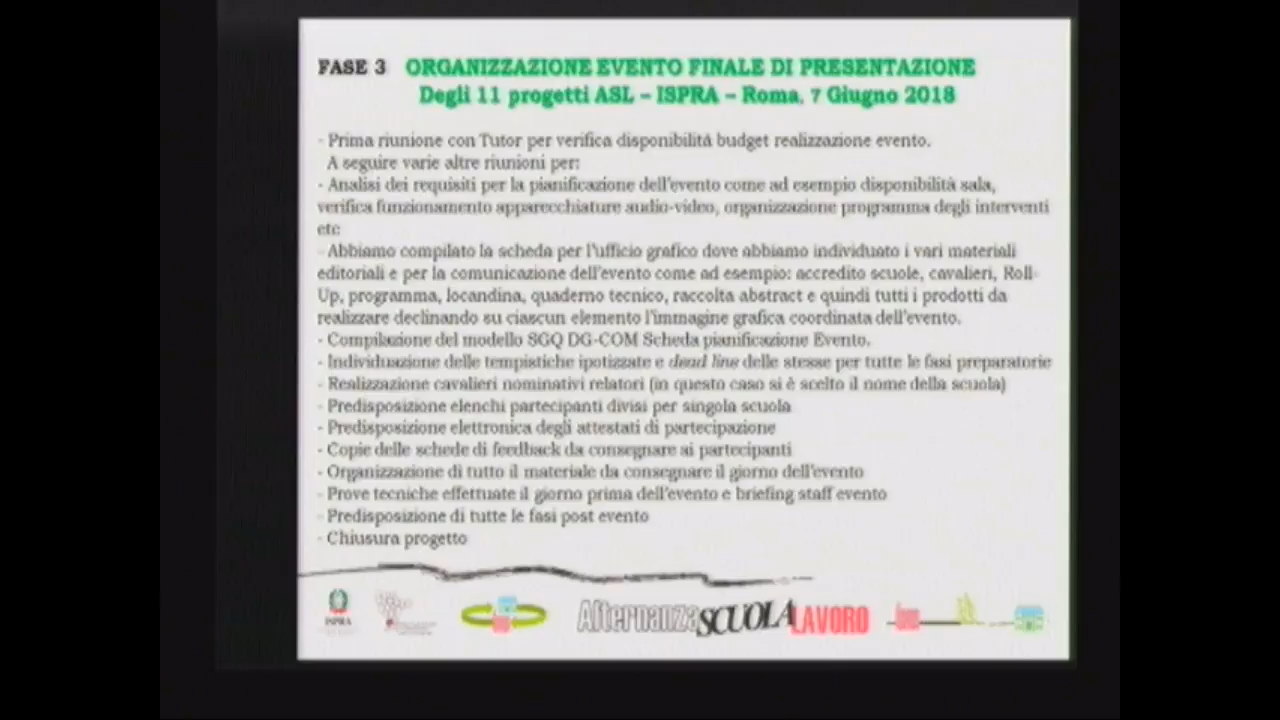 FASE 3 ORGANIZZAZIONE EVENTO FINALE DI PRESENTAZIONE
Degli 11 progetti ASL – ISPRA – Roma, 7 Giugno 2018
- Prima riunione con Tutor per verifica disponibilità budget realizzazione evento.
A seguire varie altre riunioni per:
- Analisi dei requisiti per la pianificazione dell'evento come ad esempio disponibilità sala,
verifica funzionamento apparecchiature audio-video, organizzazione programma degli interventi
etc
- Abbiamo compilato la scheda per l'ufficio grafico dove abbiamo individuato i vari materiali
editoriali e per la comunicazione dell'evento come ad esempio: accredito scuole, cavalieri, Roll-
Up, programma, locandina, quaderno tecnico, raccolta abstract e quindi tutti i prodotti da
realizzare declinando su ciascun elemento l'immagine grafica coordinata dell'evento.
- Compilazione del modello SGQ DG-COM Scheda pianificazione Evento.
- Individuazione delle tempistiche ipotizzate e dead line delle stesse per tutte le fasi preparatorie
- Realizzazione cavalieri nominativi relatori (in questo caso si è scelto il nome della scuola)
- Predisposizione elenchi partecipanti divisi per singola scuola
- Predisposizione elettronica degli attestati di partecipazione
- Copie delle schede di feedback da consegnare ai partecipanti
- Organizzazione di tutto il materiale da consegnare il giorno dell'evento
- Prove tecniche effettuate il giorno prima dell'evento e briefing staff evento
- Predisposizione di tutte le fasi post evento
- Chiusura progetto
ISPRA
Alternanza SCUOLA LAVORO